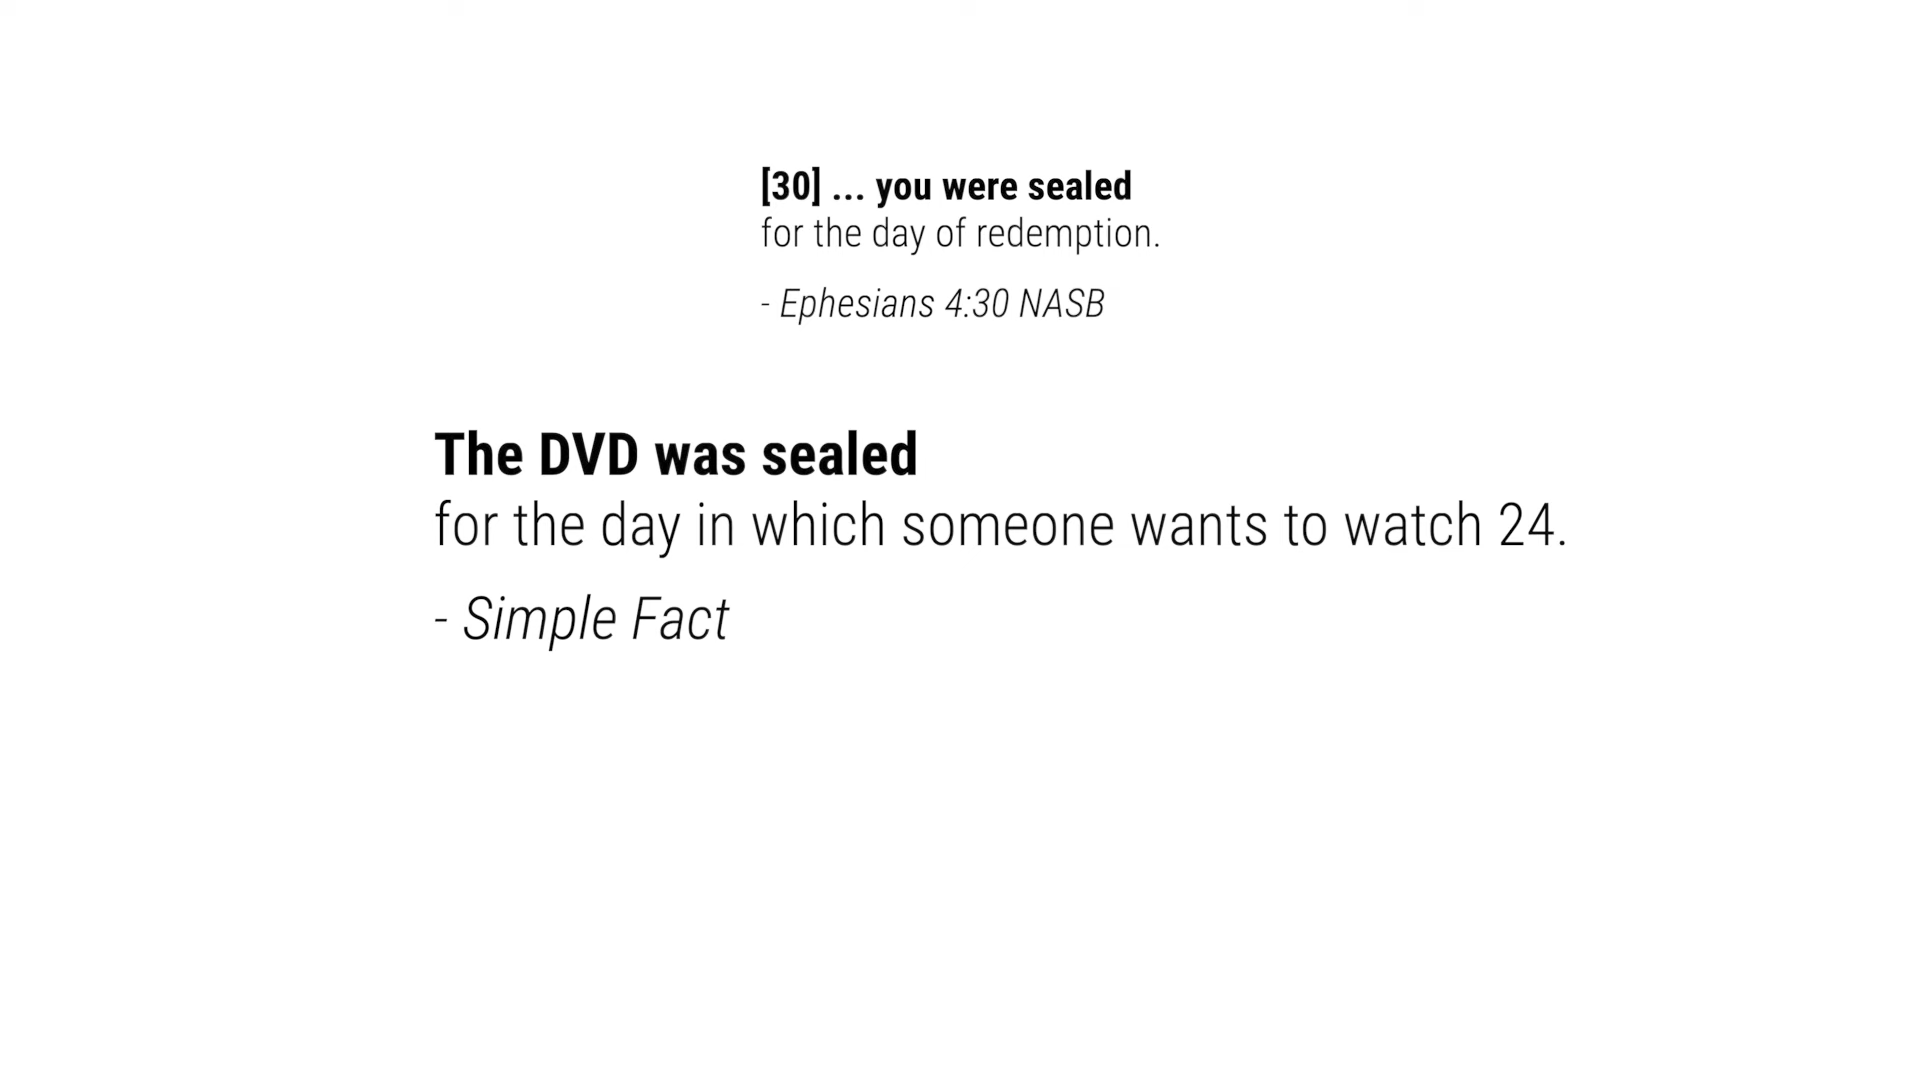 [30] ... you were sealed
for the day of redemption.
- Ephesians 4:30 NASB
The DVD was sealed
for the day in which someone wants to watch 24.
- Simple Fact